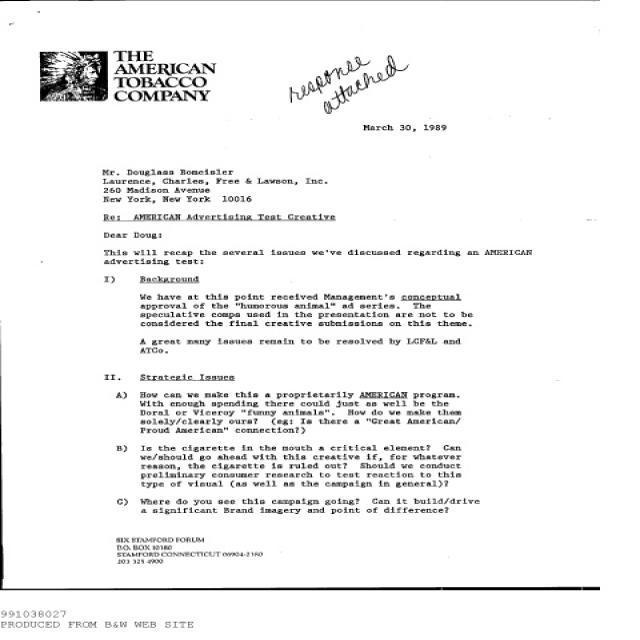 THE
AMERICAN
TOBACCO
COMPANY
response
attached
March 30, 1989
Mr. Douglass Bomeisler
Laurence, Charles, Free & Lawson, Inc.
260 Madison Avenue
New York, New York 10016
Re: AMERICAN Advertising Test Creative
Dear Doug:
This will recap the several issues we've discussed regarding an AMERICAN
advertising test:
I) Background
We have at this point received Management's conceptual
approval of the "humorous animal" ad series. The
speculative comps used in the presentation are not to be
considered the final creative submissions on this theme.
A great many issues remain to be resolved by LCF&L and
ATCo.
II. Strategic Issues
A) How can we make this a proprietarily AMERICAN program.
With enough spending there could just as well be the
Doral or Viceroy "funny animals". How do we make them
solely/clearly ours? (eg: Is there a "Great American/
Proud American" connection?)
B) Is the cigarette in the mouth a critical element? Can
we/should go ahead with this creative if, for whatever
reason, the cigarette is ruled out? Should we conduct
preliminary consumer research to test reaction to this
type of visual (as well as the campaign in general)?
C) Where do you see this campaign going? Can it build/drive
a significant Brand imagery and point of difference?
SIX STAMFORD FORUM
P.O. BOX 10380
STAMFORD CONNECTICUT 06904-2380
203 325-4900
991038027
PRODUCED FROM B&W WEB SITE